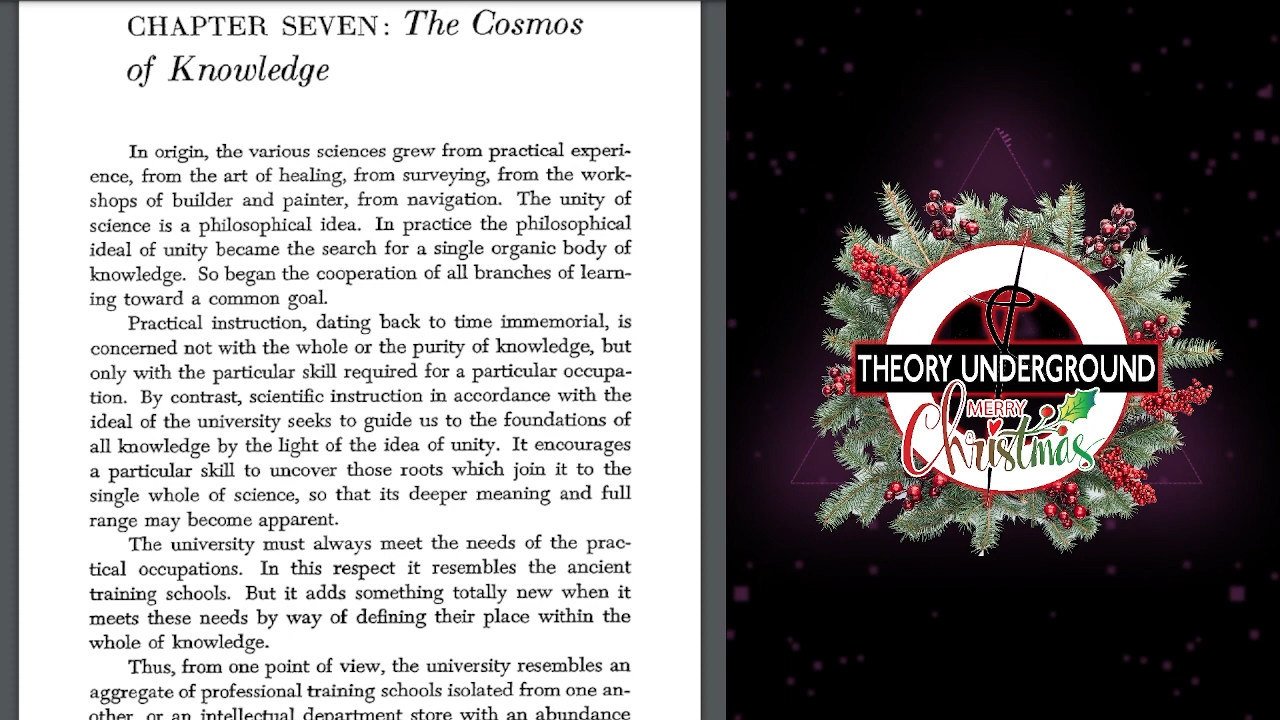 CHAPTER SEVEN: The Cosmos
of Knowledge
In origin, the various sciences grew from practical experi-
ence, from the art of healing, from surveying, from the work-
shops of builder and painter, from navigation. The unity of
science is a philosophical idea. In practice the philosophical
ideal of unity became the search for a single organic body of
knowledge. So began the cooperation of all branches of learn-
ing toward a common goal.
Practical instruction, dating back to time immemorial, is
concerned not with the whole or the purity of knowledge, but
only with the particular skill required for a particular occupa-
tion. By contrast, scientific instruction in accordance with the
ideal of the university seeks to guide us to the foundations of
all knowledge by the light of the idea of unity. It encourages
a particular skill to uncover those roots which join it to the
single whole of science, so that its deeper meaning and full
range may become apparent.
The university must always meet the needs of the prac-
tical occupations. In this respect it resembles the ancient
training schools. But it adds something totally new when it
meets these needs by way of defining their place within the
whole of knowledge.
Thus, from one point of view, the university resembles an
aggregate of professional training schools isolated from one an-
other, or an intellectual department store with an abundance
THEORY UNDERGROUND
MERRY
Christmas